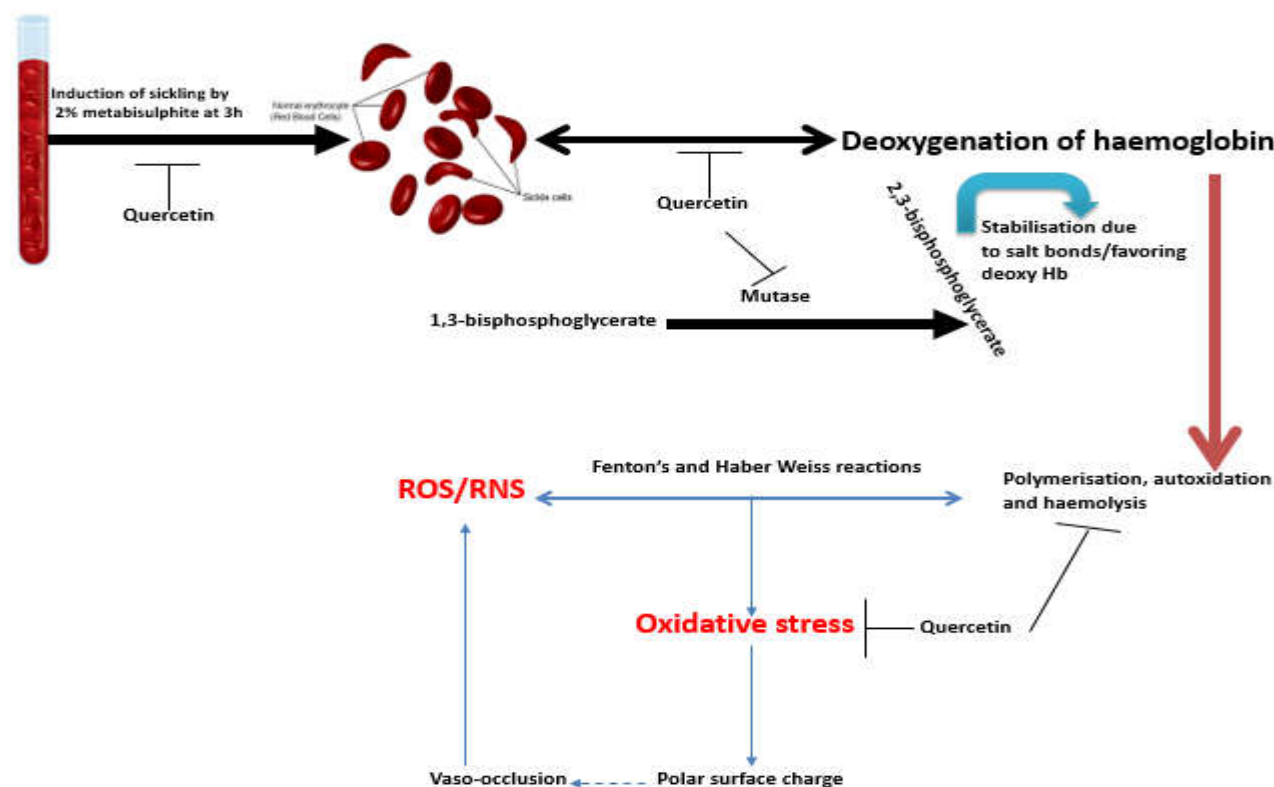 Induction of sickling by
2% metabisulphite at 3h
Normal erythrocyte
(Red Blood Cells)
Sickle cells
Quercetin
Deoxygenation of haemoglobin
Quercetin
Mutase
1,3-bisphosphoglycerate
2,3-bisphosphoglycerate
Stabilisation due
to salt bonds/favoring
deoxy Hb
Fenton's and Haber Weiss reactions
ROS/RNS
Polymerisation, autoxidation
and haemolysis
Oxidative stress
Quercetin
Vaso-occlusion
Polar surface charge